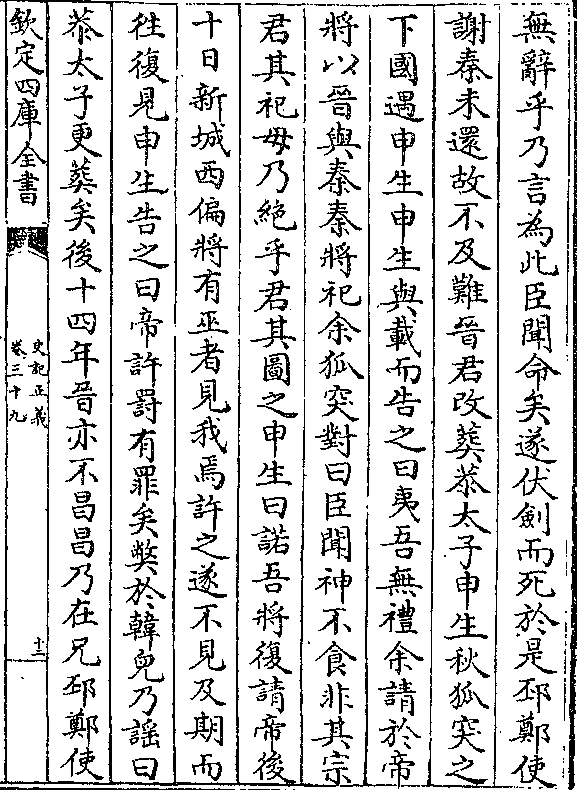 無辭乎乃言為此臣聞命矣遂伏劍而死於是邳鄭使
謝秦未還故不及難晉君改葬恭太子申生秋狐突之
下國遇申生申生與載而告之曰夷吾無禮余請於帝
將以晉與秦秦將祀余狐突對曰臣聞神不食非其宗
君其祀毋乃絕乎君其圖之申生曰諾吾將復請帝後
十日新城西偏將有巫者見我焉許之遂不見及期而
往復見申生告之曰帝許罰有罪矣弊於韓兒乃謡曰
恭太子更葬矣後十四年晉亦不昌昌乃在兄邳鄭使
欽定四庫全書
史記正義
卷三十九
十二